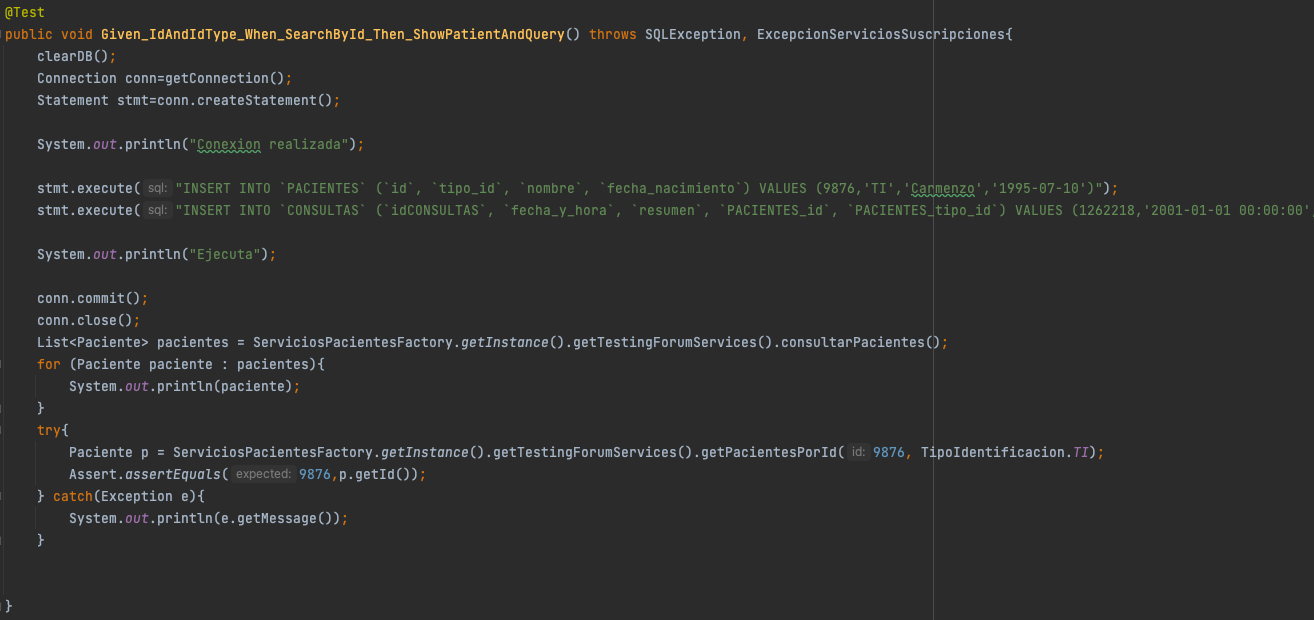 @Test
public void Given_IdAndIdType_When_SearchById_Then_ShowPatientAndQuery() throws SQLException, ExcepcionServiciosSuscripciones{
clearDB();
Connection conn=getConnection();
Statement stmt=conn.createStatement();
System.out.println("Conexion realizada");
stmt.execute( sql: "INSERT INTO `PACIENTES` (`id`, `tipo_id`, `nombre`, `fecha_nacimiento`) VALUES (9876,'TI','Carmenzo','1995-07-10')");
stmt.execute( sql: "INSERT INTO `CONSULTAS` (`idCONSULTAS`, `fecha_y_hora`, `resumen`, `PACIENTES_id`, `PACIENTES_tipo_id`) VALUES (1262218,'2001-01-01 00:00:00',
System.out.println("Ejecuta");
conn.commit();
conn.close();
List<Paciente> pacientes = ServiciosPacientesFactory.getInstance().getTestingForumServices().consultarPacientes();
for (Paciente paciente : pacientes){
System.out.println(paciente);
}
try{
Paciente p = ServiciosPacientesFactory.getInstance().getTestingForumServices().getPacientesPorId( id: 9876, TipoIdentificacion.TI);
Assert.assertEquals( expected: 9876,p.getId());
} catch(Exception e){
System.out.println(e.getMessage());
}
}